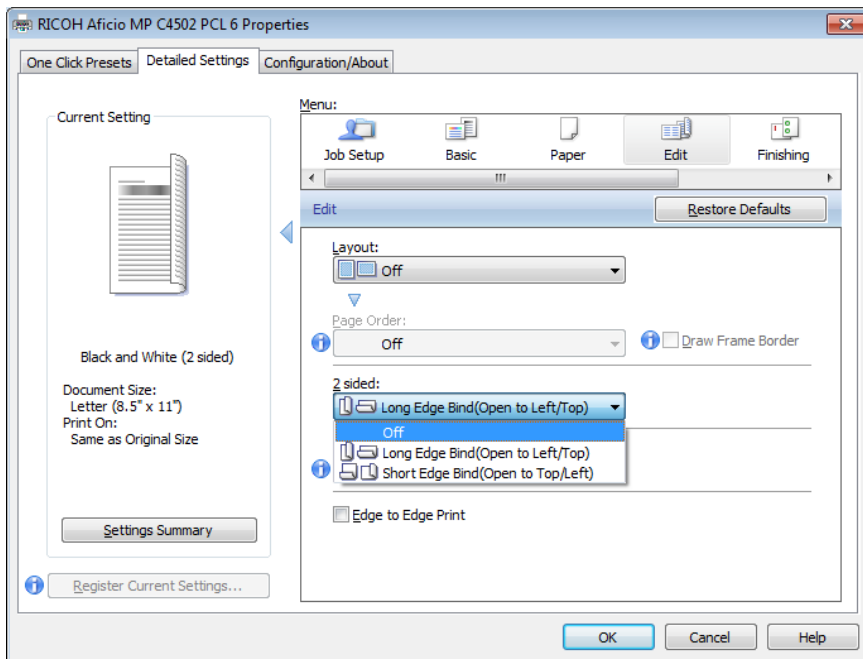 RICOH Aficio MP C4502 PCL 6 Properties
One Click Presets Detailed Settings Configuration/About
Current Setting
Black and White (2 sided)
Document Size:
Letter (8.5" x 11")
Print On:
Same as Original Size
Settings Summary
Register Current Settings...
Menu:
Job Setup Basic Paper Edit Finishing
Edit Restore Defaults
Layout:
Off
Page Order:
Off Draw Frame Border
2 sided:
Long Edge Bind(Open to Left/Top)
Off
Long Edge Bind(Open to Left/Top)
Short Edge Bind(Open to Top/Left)
Edge to Edge Print
OK Cancel Help